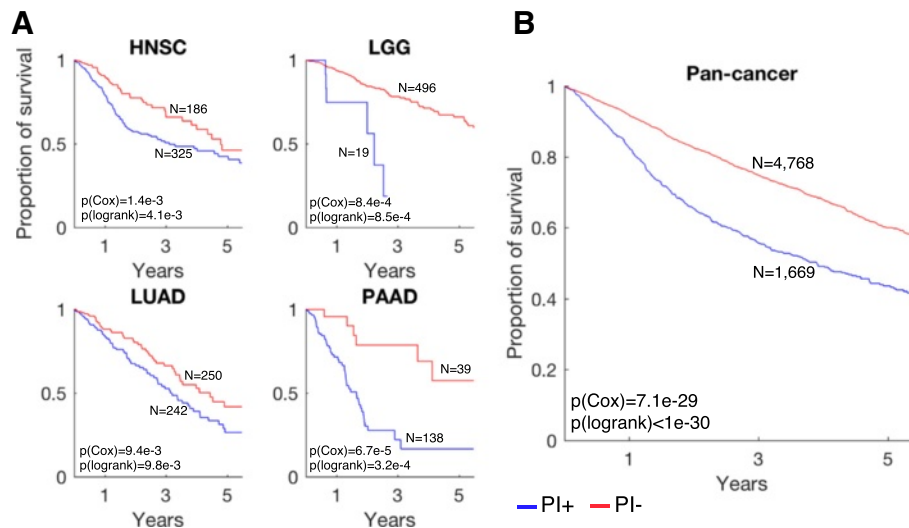 A
HNSC
Proportion of survival
1
0.5
0
N=186
N=325
p(Cox)=1.4e-3
p(logrank)=4.1e-3
1 3 5
Years
LGG
1
0.5
0
N=496
N=19
p(Cox)=8.4e-4
p(logrank)=8.5e-4
1 3 5
Years
LUAD
1
0.5
0
N=250
N=242
p(Cox)=9.4e-3
p(logrank)=9.8e-3
1 3 5
Years
PAAD
1
0.5
0
N=39
N=138
p(Cox)=6.7e-5
p(logrank)=3.2e-4
1 3 5
Years
B
Pan-cancer
Proportion of survival
1
0.8
0.6
0.4
0.2
0
N=4,768
N=1,669
p(Cox)=7.1e-29
p(logrank)<1e-30
1 3 5
Years
PI+ PI-